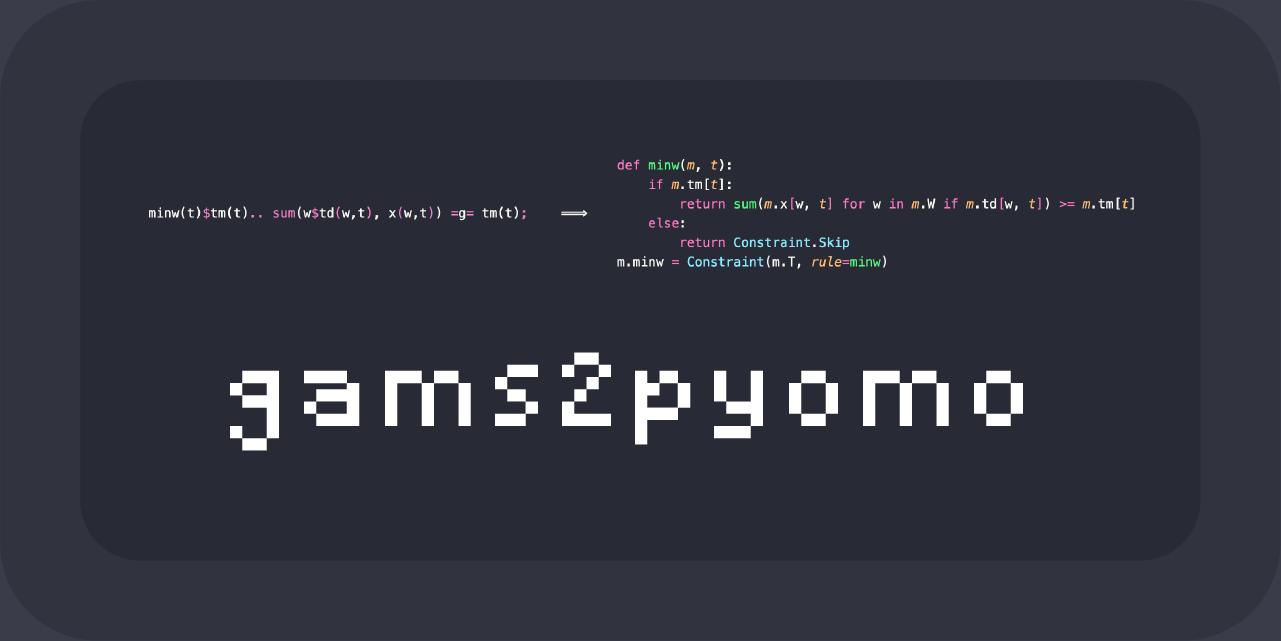 minw(t)$tm(t).. sum(w$td(w,t), x(w,t)) =g= tm(t);    ⟹
def minw(m, t):
    if m.tm[t]:
        return sum(m.x[w, t] for w in m.W if m.td[w, t]) >= m.tm[t]
    else:
        return Constraint.Skip
m.minw = Constraint(m.T, rule=minw)
gams2pyomo